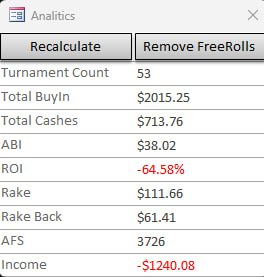 Analitics
Recalculate Remove FreeRolls
Turnament Count 53
Total BuyIn $2015.25
Total Cashes $713.76
ABI $38.02
ROI -64.58%
Rake $111.66
Rake Back $61.41
AFS 3726
Income -$1240.08